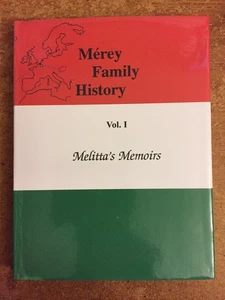 Mérey
Family
History
Vol. I
Melitta's Memoirs